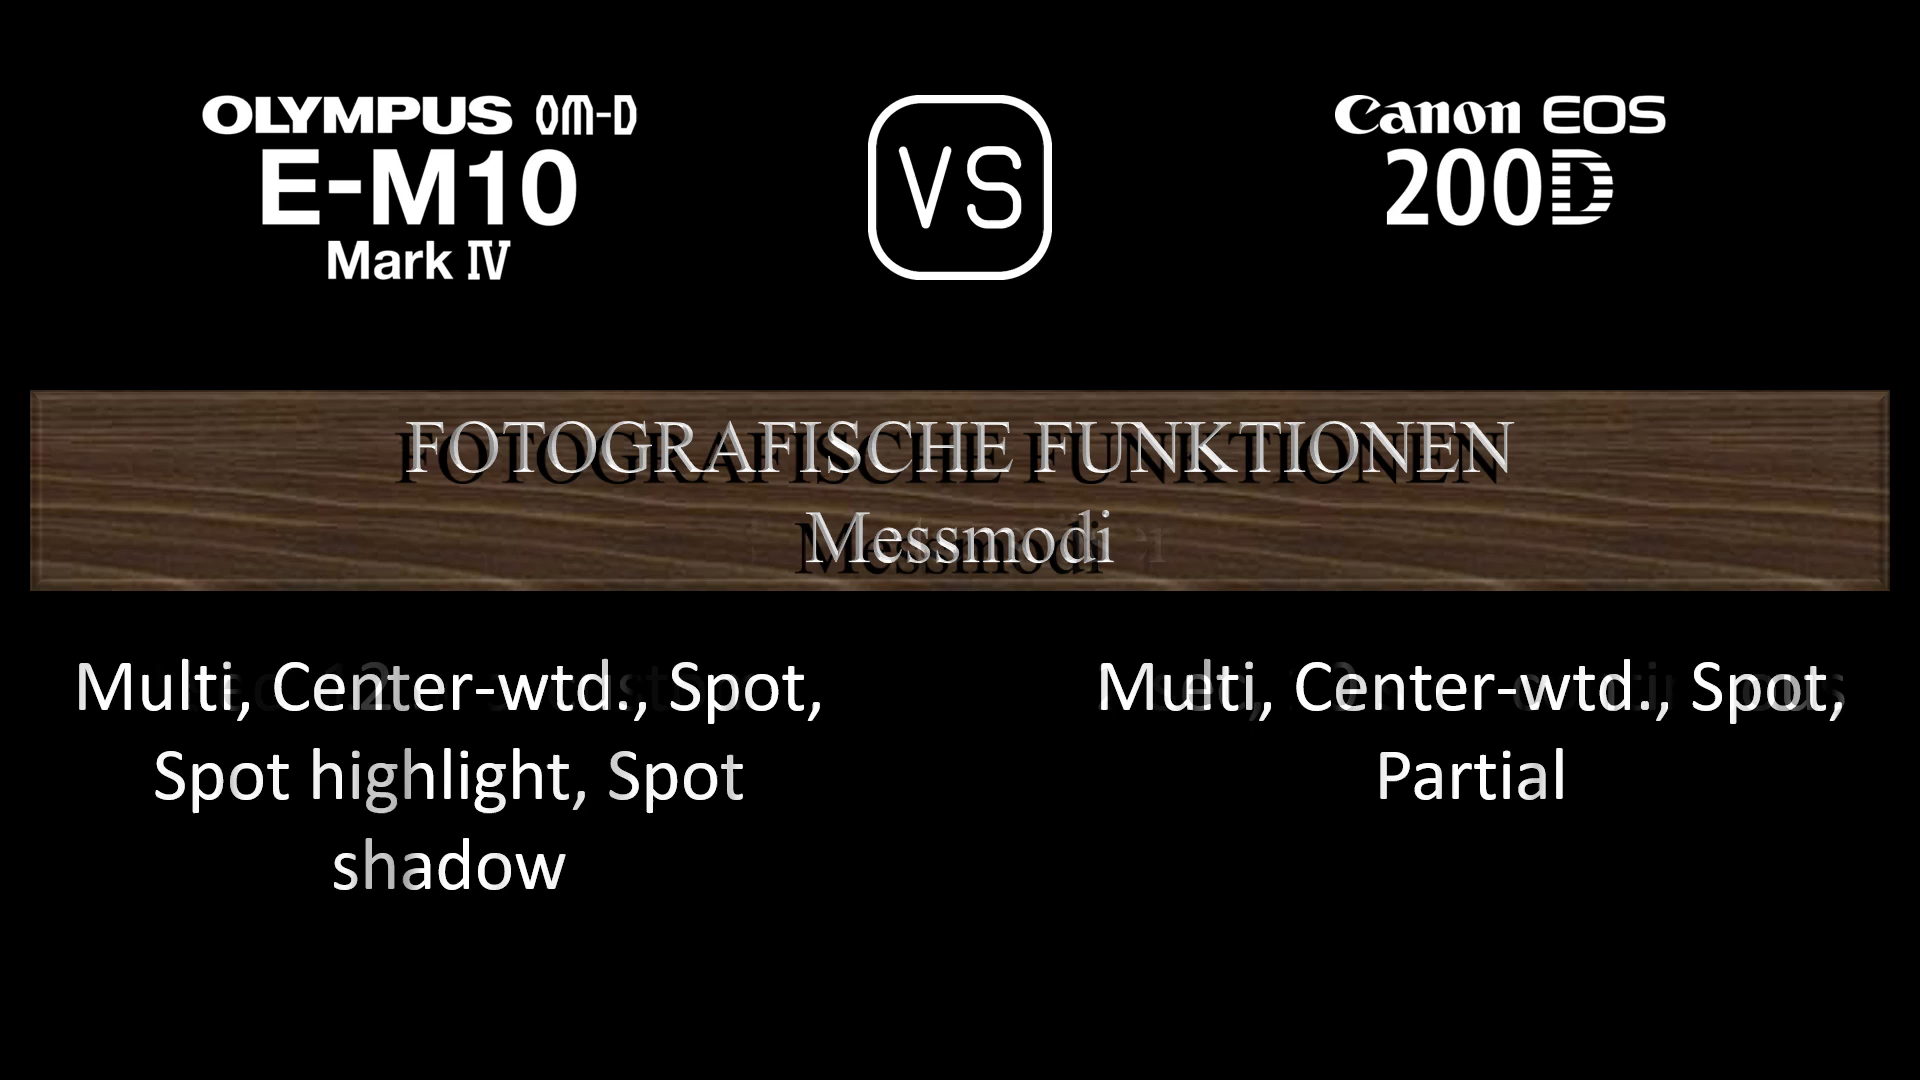 OLYMPUS OM-D
E-M10
Mark IV
VS
Canon EOS
200D
FOTOGRAFISCHE FUNKTIONEN
Messmodi
Multi, Center-wtd., Spot,
Spot highlight, Spot
shadow
Multi, Center-wtd., Spot,
Partial